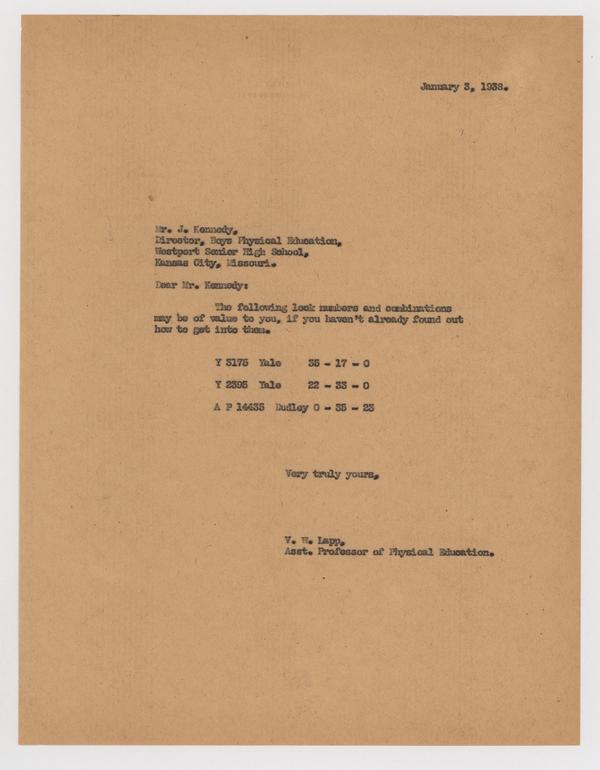 January 3, 1938.
Mr. J. Kennedy,
Director, Boys Physical Education,
Westport Senior High School,
Kansas City, Missouri.
Dear Mr. Kennedy:
The following lock numbers and combinations
may be of value to you, if you haven't already found out
how to get into them.
Y 3175 Yale 35 - 17 - 0
Y 2395 Yale 22 - 33 - 0
A P 14435 Dudley 0 - 35 - 23
Very truly yours,
V. W. Lapp,
Asst. Professor of Physical Education.